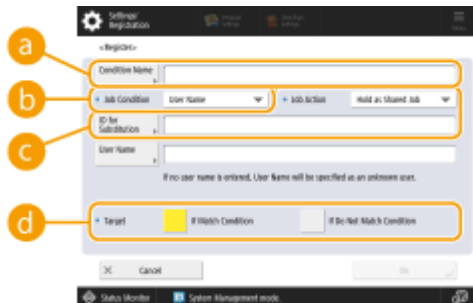 Settings/
Registration
<Register>
a
Condition Name
b
Job Condition User Name Job Action Hold as Shared Job
c
ID for
Substitution
User Name
If no user name is entered, User Name will be specified as an unknown user.
d
Target If Match Condition If Do Not Match Condition
Cancel
OK
Status Monitor System Management mode.